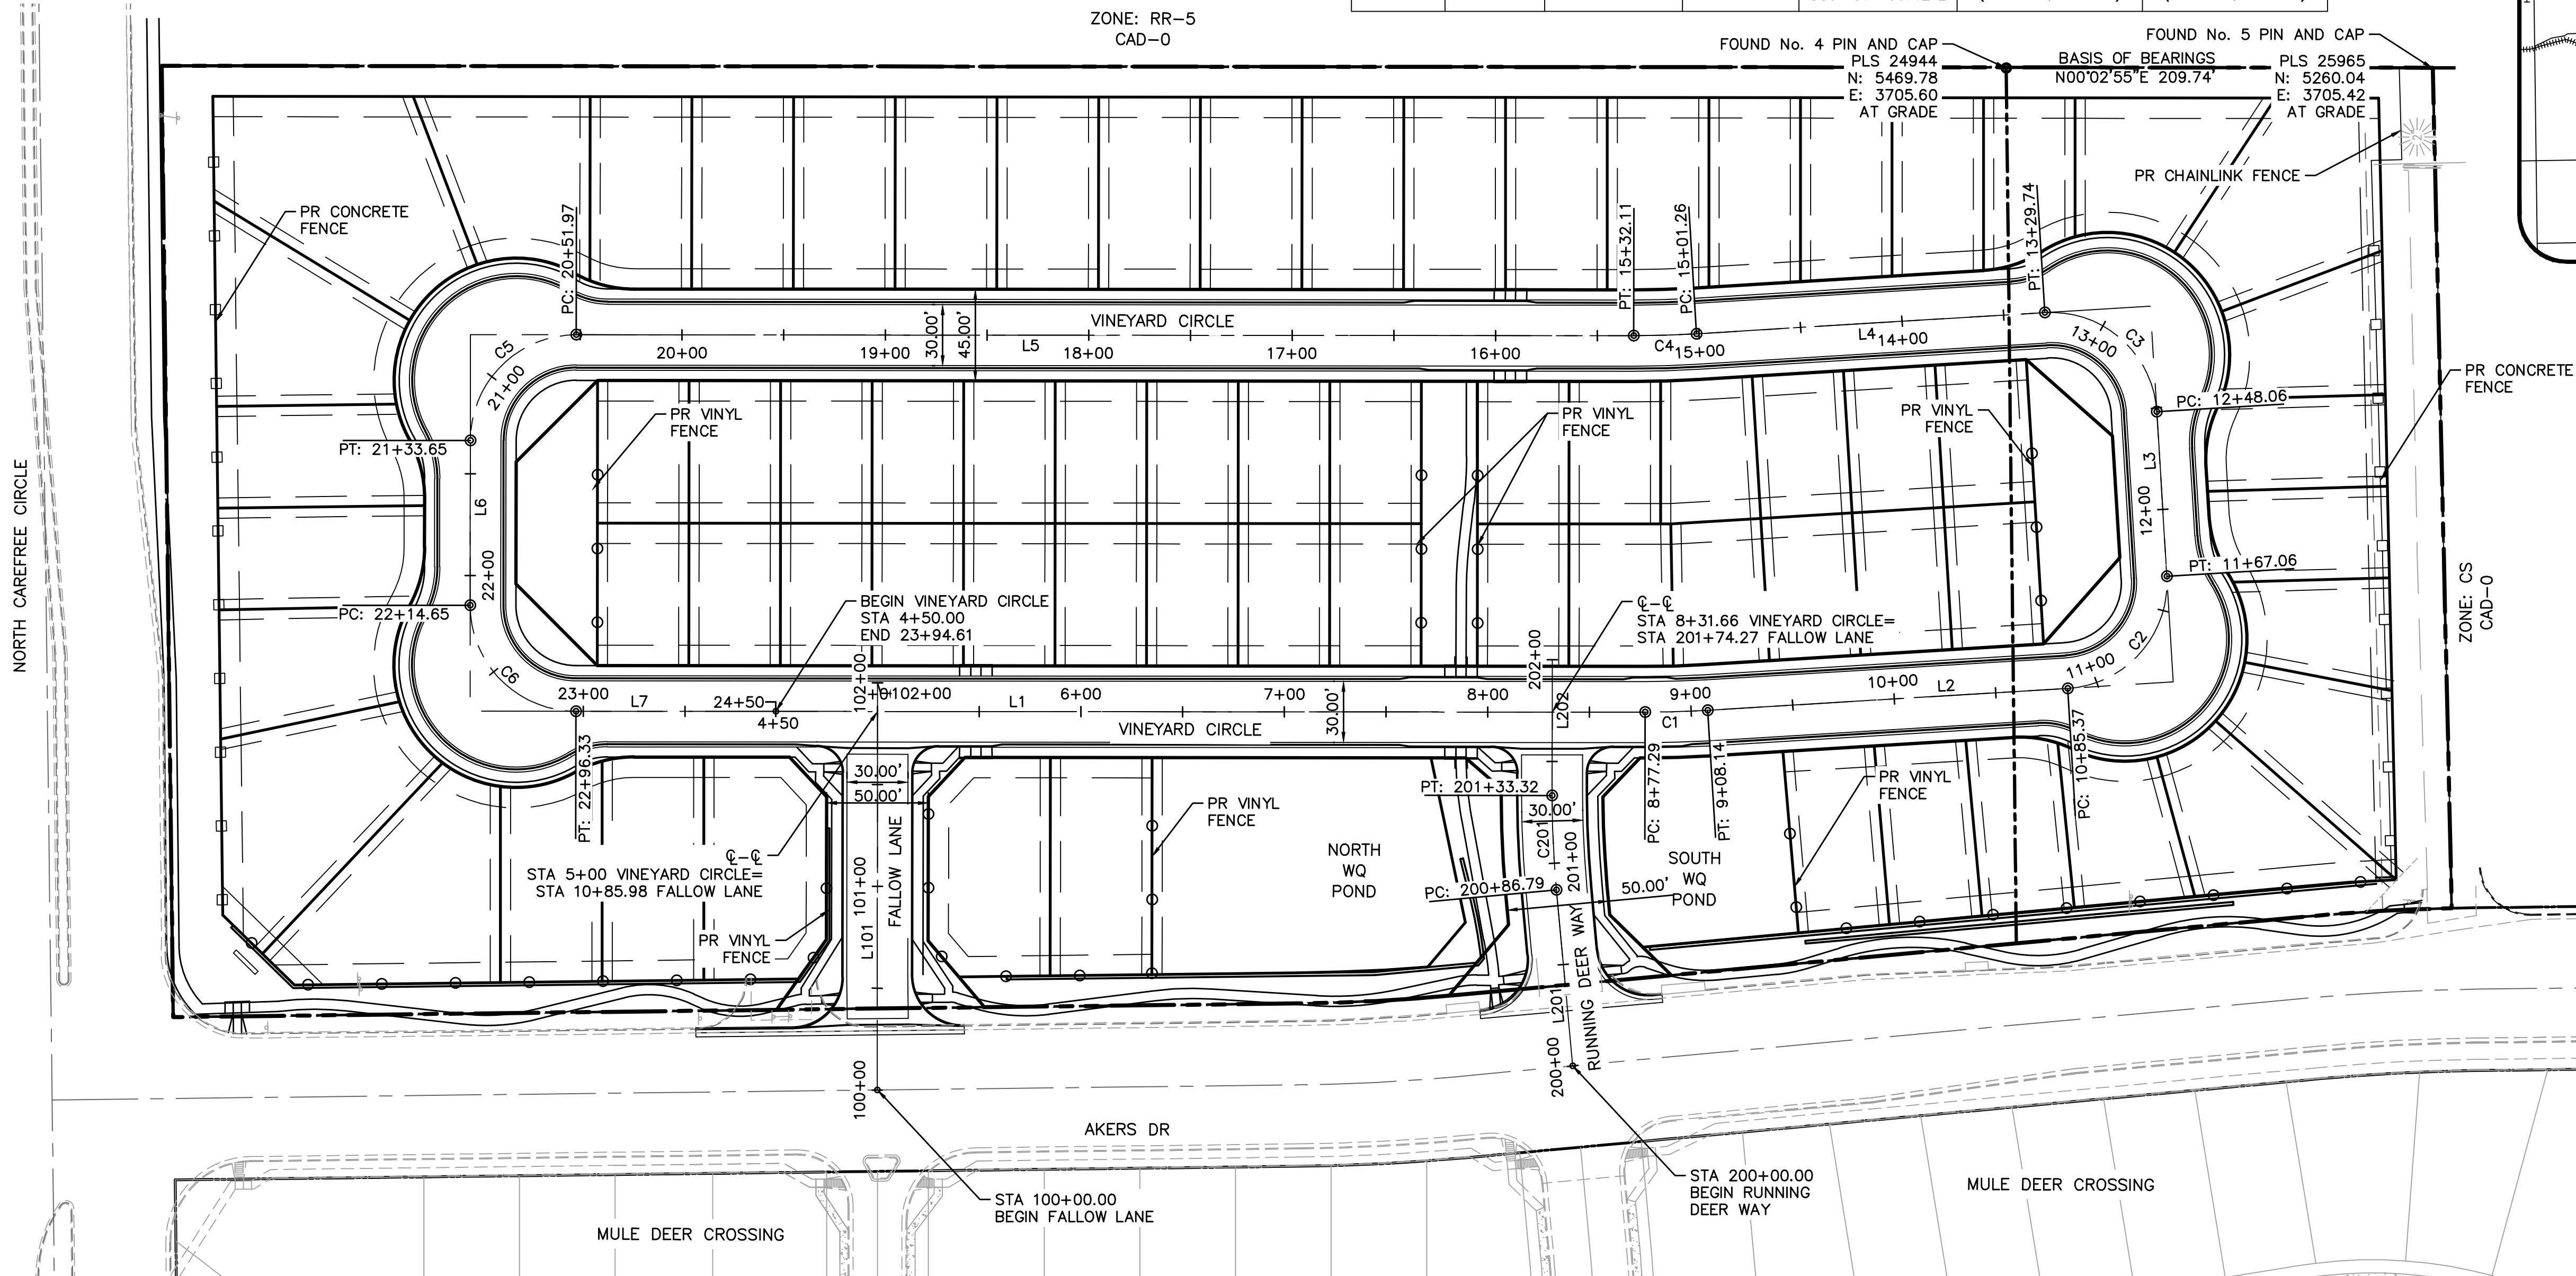 ZONE: RR-5
CAD-0
FOUND No. 4 PIN AND CAP
PLS 24944
N: 5469.78
E: 3705.60
AT GRADE
BASIS OF BEARINGS
N00°02'55"E 209.74'
FOUND No. 5 PIN AND CAP
PLS 25965
N: 5260.04
E: 3705.42
AT GRADE
PR CHAINLINK FENCE
PR CONCRETE
FENCE
PC: 20+51.97
PT: 15+32.11
PC: 15+01.26
PT: 13+29.74
VINEYARD CIRCLE
30.00'
45.00'
C5
21+00
20+00
19+00
L5
18+00
17+00
16+00
C4
15+00
L4
14+00
13+00
C3
PC: 12+48.06
PR CONCRETE
FENCE
PR VINYL
FENCE
PR VINYL
FENCE
PR VINYL
FENCE
NORTH CAREFREE CIRCLE
PT: 21+33.65
L6
22+00
PC: 22+14.65
L3
12+00
PT: 11+67.06
ZONE: CS
CAD-0
BEGIN VINEYARD CIRCLE
STA 4+50.00
END 23+94.61
℄-℄
STA 8+31.66 VINEYARD CIRCLE=
STA 201+74.27 FALLOW LANE
C6
23+00
L7
24+50
4+50
102+00
102+00
L1
6+00
7+00
8+00
202+00
L202
9+00
C1
10+00
L2
11+00
C2
VINEYARD CIRCLE
30.00'
PT: 22+96.33
30.00'
50.00'
PT: 201+33.32
30.00'
PC: 8+77.29
PT: 9+08.14
PC: 10+85.37
PR VINYL
FENCE
PR VINYL
FENCE
℄-℄
STA 5+00 VINEYARD CIRCLE=
STA 10+85.98 FALLOW LANE
L101
101+00
FALLOW LANE
NORTH
WQ
POND
C201
201+00
PC: 200+86.79
50.00'
SOUTH
WQ
POND
PR VINYL
FENCE
L201
RUNNING DEER WAY
100+00
200+00
AKERS DR
STA 100+00.00
BEGIN FALLOW LANE
STA 200+00.00
BEGIN RUNNING
DEER WAY
MULE DEER CROSSING
MULE DEER CROSSING